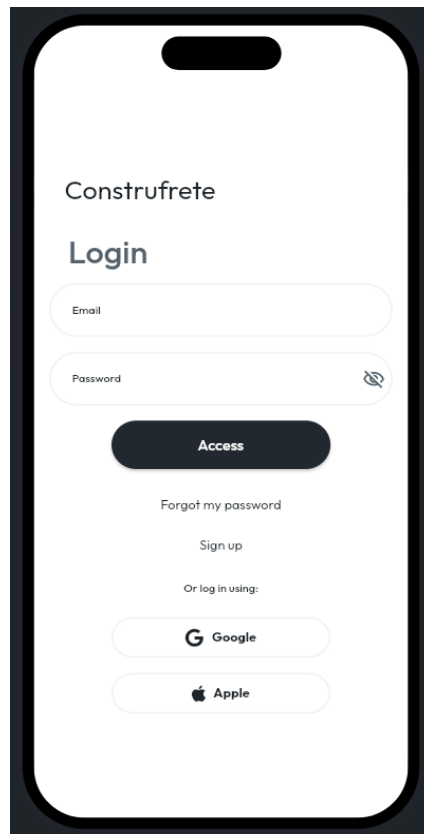 Construfrete
Login
Email
Password
Access
Forgot my password
Sign up
Or log in using:
Google
Apple